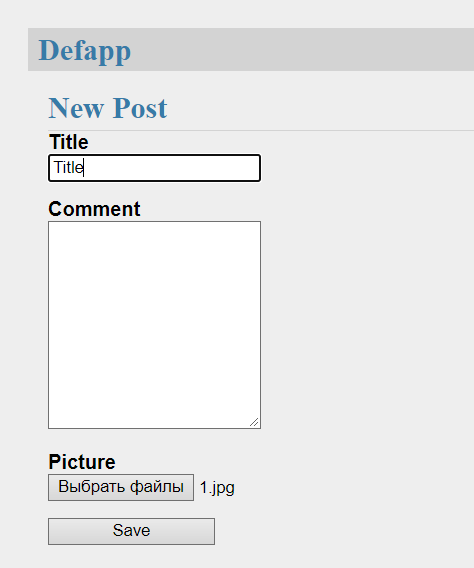 Defapp
New Post
Title
Title
Comment
Picture
Выбрать файлы 1.jpg
Save